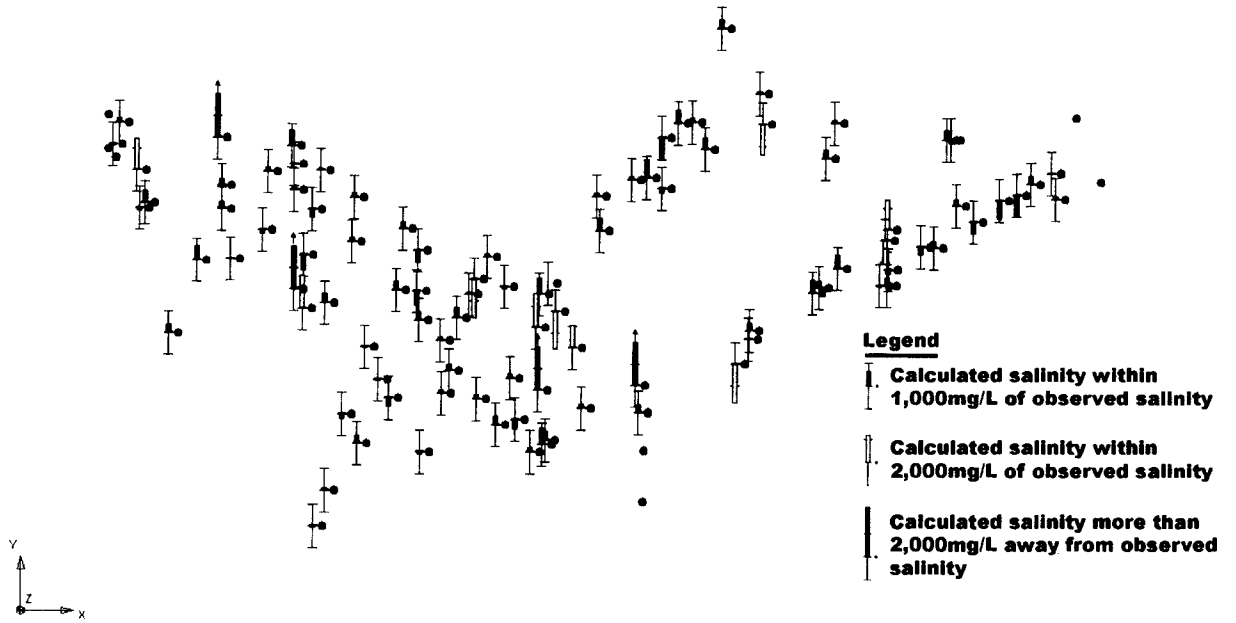 Legend
Calculated salinity within
1,000mg/L of observed salinity
Calculated salinity within
2,000mg/L of observed salinity
Calculated salinity more than
2,000mg/L away from observed
salinity
Y
Z
X